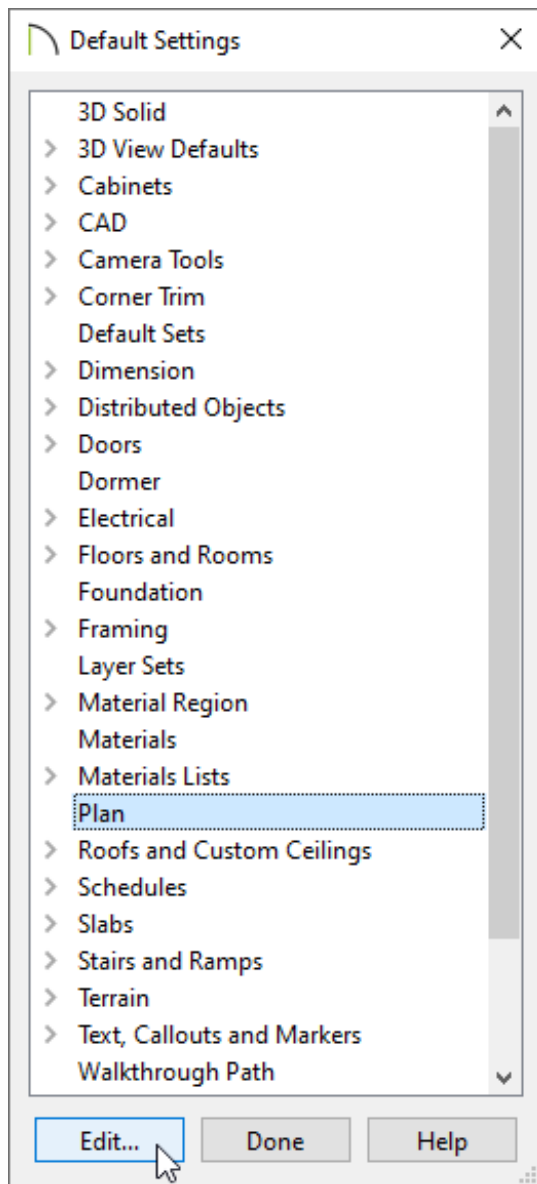 Default Settings
3D Solid
3D View Defaults
Cabinets
CAD
Camera Tools
Corner Trim
Default Sets
Dimension
Distributed Objects
Doors
Dormer
Electrical
Floors and Rooms
Foundation
Framing
Layer Sets
Material Region
Materials
Materials Lists
Plan
Roofs and Custom Ceilings
Schedules
Slabs
Stairs and Ramps
Terrain
Text, Callouts and Markers
Walkthrough Path
Edit... Done Help